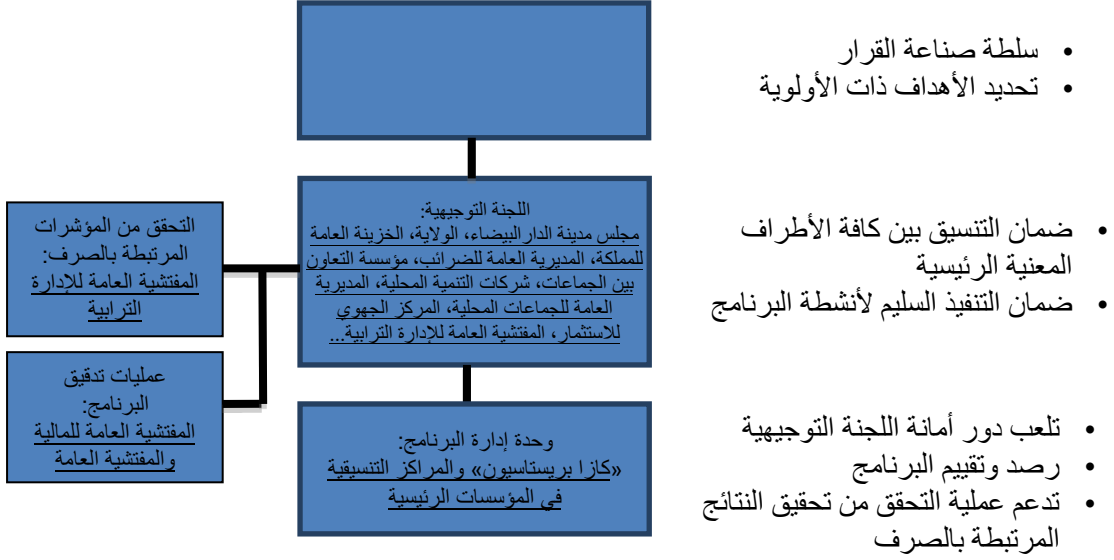 • سلطة صناعة القرار
• تحديد الأهداف ذات الأولوية
اللجنة التوجيهية:
مجلس مدينة الدار البيضاء، الولاية، الخزينة العامة
للمملكة، المديرية العامة للضرائب، مؤسسة التعاون
بين الجماعات، شركات التنمية المحلية، المديرية
العامة للجماعات المحلية، المركز الجهوي
للاستثمار، المفتشية العامة للإدارة الترابية...
• ضمان التنسيق بين كافة الأطراف
المعنية الرئيسية
• ضمان التنفيذ السليم لأنشطة البرنامج
التحقق من المؤشرات
المرتبطة بالصرف:
المفتشية العامة للإدارة
الترابية
عمليات تدقيق
البرنامج:
المفتشية العامة للمالية
والمفتشية العامة
وحدة إدارة البرنامج:
«كازا بريستاسيون» والمراكز التنسيقية
في المؤسسات الرئيسية
• تلعب دور أمانة اللجنة التوجيهية
• رصد وتقييم البرنامج
• تدعم عملية التحقق من تحقيق النتائج
المرتبطة بالصرف